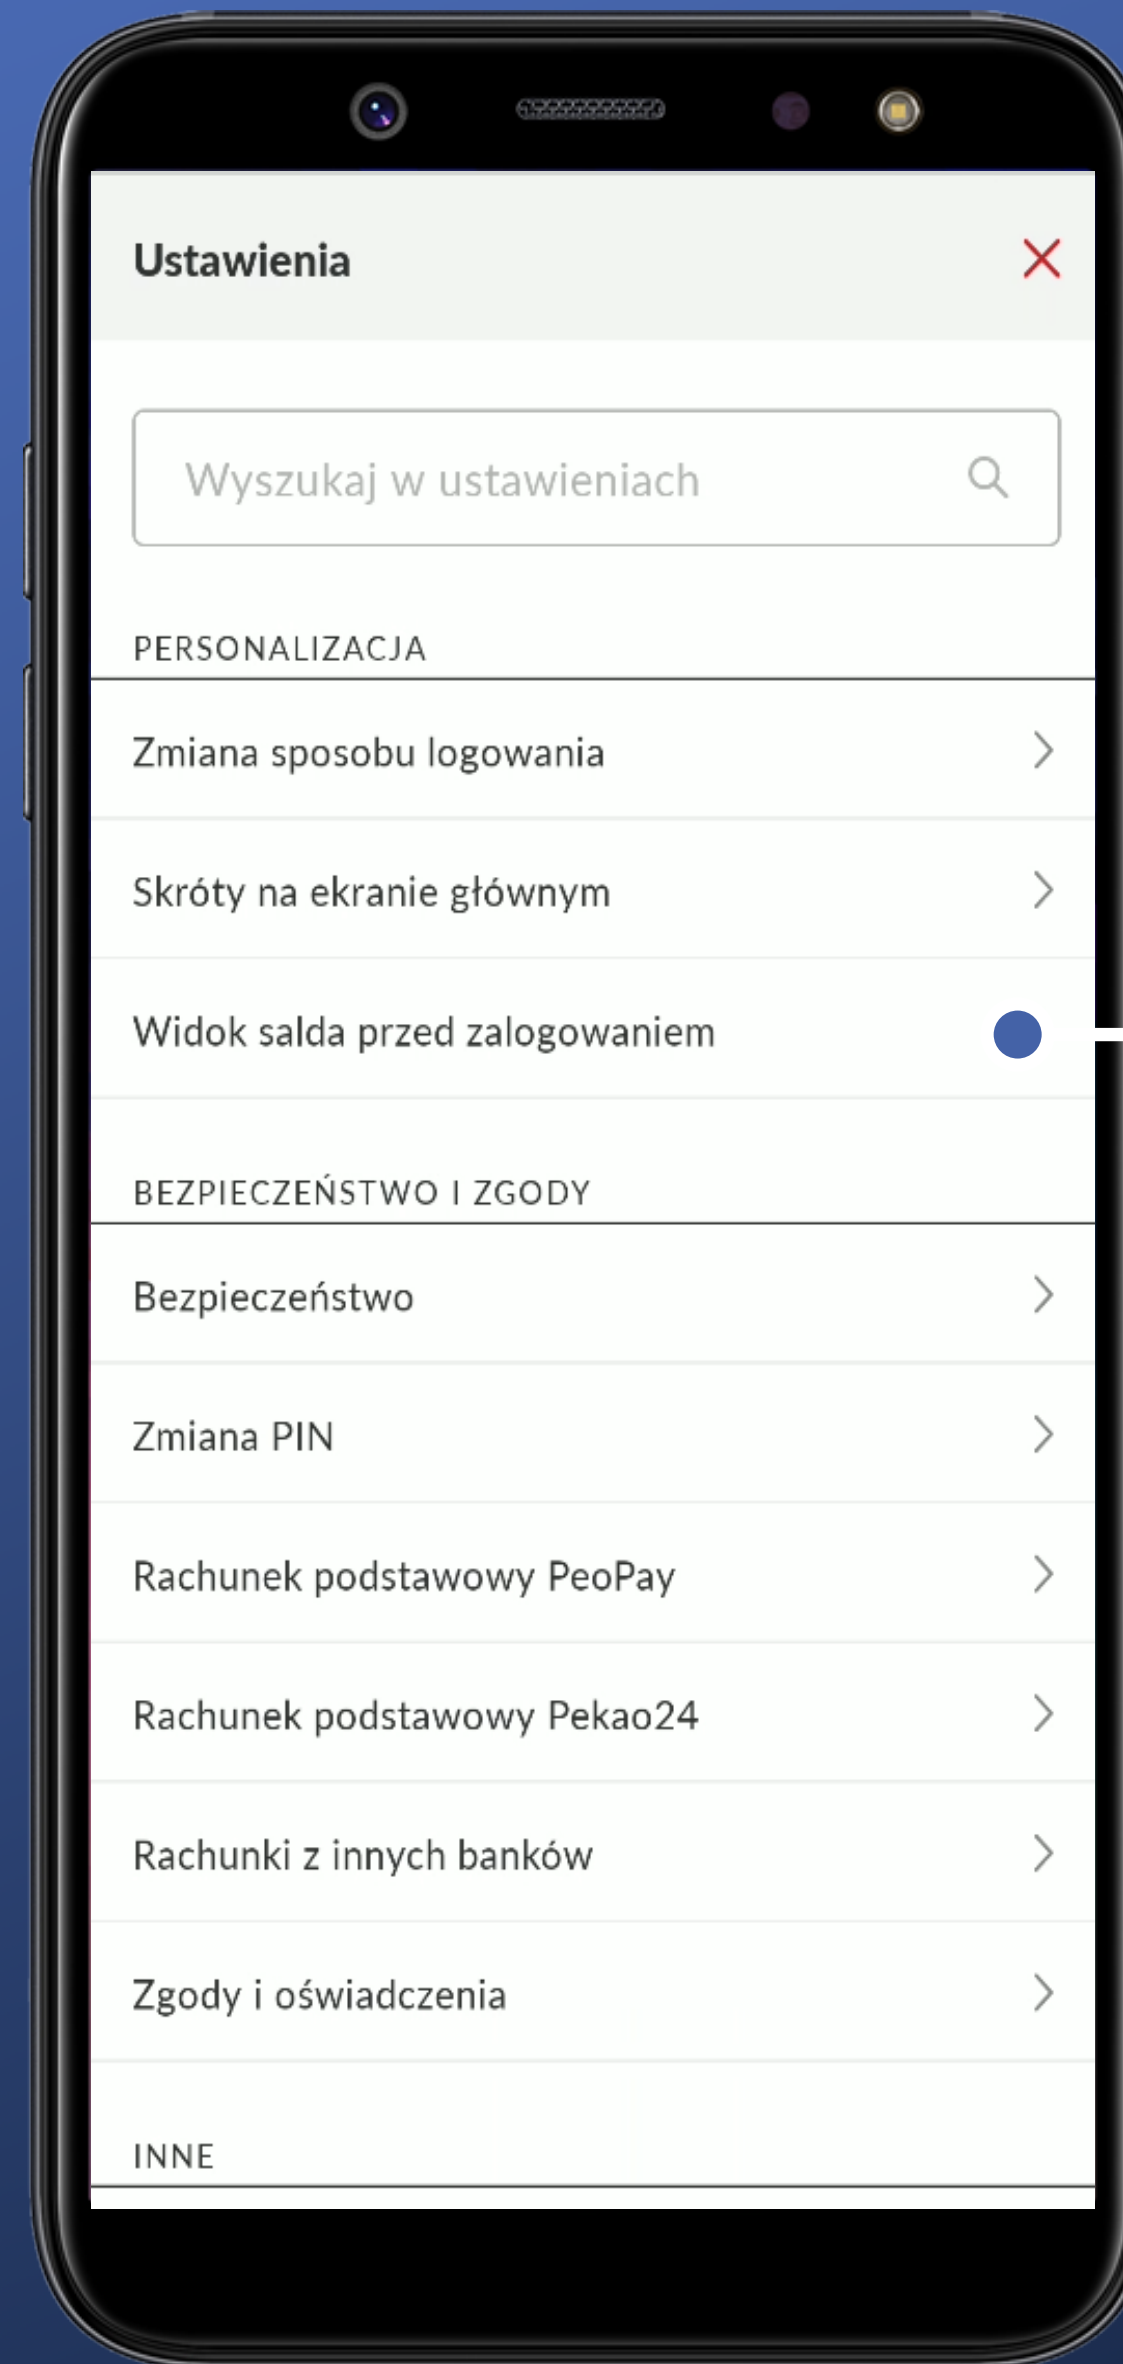 Ustawienia
Wyszukaj w ustawieniach
PERSONALIZACJA
Zmiana sposobu logowania
Skróty na ekranie głównym
Widok salda przed zalogowaniem
BEZPIECZEŃSTWO I ZGODY
Bezpieczeństwo
Zmiana PIN
Rachunek podstawowy PeoPay
Rachunek podstawowy Pekao24
Rachunki z innych banków
Zgody i oświadczenia
INNE